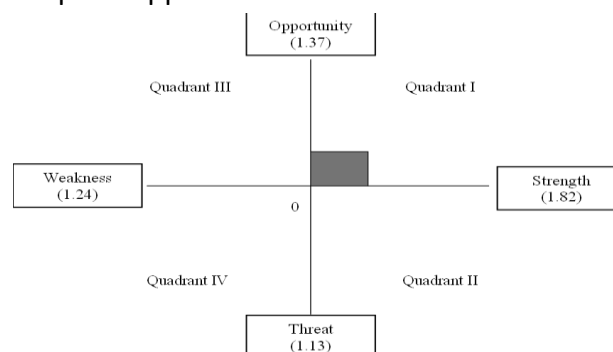 Opportunity
(1.37)
Quadrant III
Quadrant I
Weakness
(1.24)
Strength
(1.82)
0
Quadrant IV
Quadrant II
Threat
(1.13)